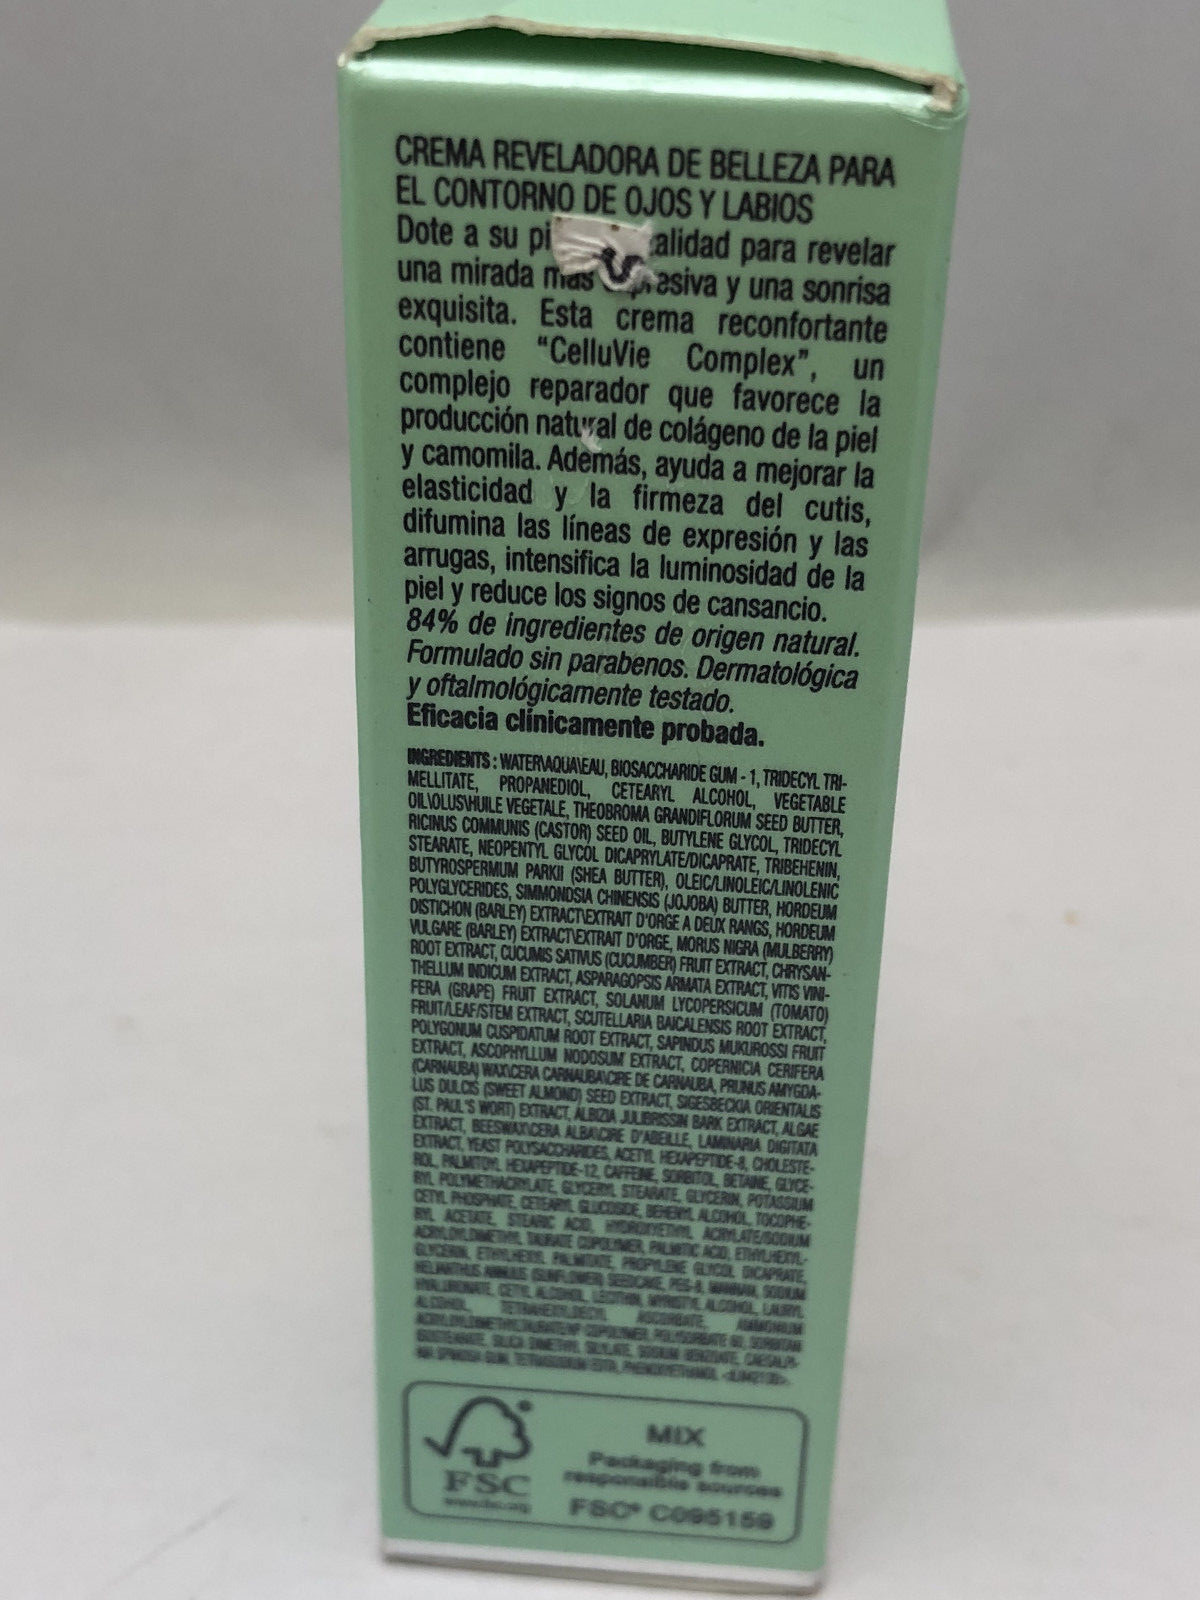 CREMA REVELADORA DE BELLEZA PARA
EL CONTORNO DE OJOS Y LABIOS
Dote a su pi alidad para revelar
una mirada más expresiva y una sonrisa
exquisita. Esta crema reconfortante
contiene “CelluVie Complex”, un
complejo reparador que favorece la
producción natural de colágeno de la piel
y camomila. Además, ayuda a mejorar la
elasticidad y la firmeza del cutis,
difumina las líneas de expresión y las
arrugas, intensifica la luminosidad de la
piel y reduce los signos de cansancio.
84% de ingredientes de origen natural.
Formulado sin parabenos. Dermatológica
y oftalmológicamente testado.
Eficacia clínicamente probada.
INGREDIENTS : WATER\AQUA\EAU, BIOSACCHARIDE GUM - 1, TRIDECYL TRI-
MELLITATE, PROPANEDIOL, CETEARYL ALCOHOL, VEGETABLE
OIL\OLUS\HUILE VEGETALE, THEOBROMA GRANDIFLORUM SEED BUTTER,
RICINUS COMMUNIS (CASTOR) SEED OIL, BUTYLENE GLYCOL, TRIDECYL
STEARATE, NEOPENTYL GLYCOL DICAPRYLATE/DICAPRATE, TRIBEHENIN,
BUTYROSPERMUM PARKII (SHEA BUTTER), OLEIC/LINOLEIC/LINOLENIC
POLYGLYCERIDES, SIMMONDSIA CHINENSIS (JOJOBA) BUTTER, HORDEUM
DISTICHON (BARLEY) EXTRACT\EXTRAIT D'ORGE A DEUX RANGS, HORDEUM
VULGARE (BARLEY) EXTRACT\EXTRAIT D'ORGE, MORUS NIGRA (MULBERRY)
ROOT EXTRACT, CUCUMIS SATIVUS (CUCUMBER) FRUIT EXTRACT, CHRYSAN-
THELLUM INDICUM EXTRACT, ASPARAGOPSIS ARMATA EXTRACT, VITIS VINI-
FERA (GRAPE) FRUIT EXTRACT, SOLANUM LYCOPERSICUM (TOMATO)
FRUIT/LEAF/STEM EXTRACT, SCUTELLARIA BAICALENSIS ROOT EXTRACT,
POLYGONUM CUSPIDATUM ROOT EXTRACT, SAPINDUS MUKUROSSI FRUIT
EXTRACT, ASCOPHYLLUM NODOSUM EXTRACT, COPERNICIA CERIFERA
(CARNAUBA) WAX\CERA CARNAUBA\CIRE DE CARNAUBA, PRUNUS AMYGDA-
LUS DULCIS (SWEET ALMOND) SEED EXTRACT, SIGESBECKIA ORIENTALIS
(ST. PAUL'S WORT) EXTRACT, ALBIZIA JULIBRISSIN BARK EXTRACT, ALGAE
EXTRACT, BEESWAX\CERA ALBA\CIRE D'ABEILLE, LAMINARIA DIGITATA
EXTRACT, YEAST POLYSACCHARIDES, ACETYL HEXAPEPTIDE-8, CHOLESTE-
ROL, PALMITOYL HEXAPEPTIDE-12, CAFFEINE, SORBITOL, BETAINE, GLYCE-
RYL POLYMETHACRYLATE, GLYCERYL STEARATE, GLYCERIN, POTASSIUM
CETYL PHOSPHATE, CETEARYL GLUCOSIDE, BEHENYL ALCOHOL, TOCOPHE-
RYL ACETATE, STEARIC ACID, HYDROXYETHYL ACRYLATE/SODIUM
ACRYLOYLDIMETHYL TAURATE COPOLYMER, PALMITIC ACID, ETHYLHEXYL-
GLYCERIN, ETHYLHEXYL PALMITATE, PROPYLENE GLYCOL DICAPRATE,
HELIANTHUS ANNUUS (SUNFLOWER) SEEDCAKE, PEG-8, MANNAN, SODIUM
HYALURONATE, CETYL ALCOHOL, LECITHIN, MYRISTYL ALCOHOL, LAURYL
ALCOHOL, TETRAHEXYLDECYL ASCORBATE, AMMONIUM
COPOLYMER, POLYSORBATE 60, SORBITAN
ISOSTEARATE, SILICA DIMETHYL SILYLATE, SODIUM BENZOATE, CAESALPI-
NIA SPINOSA GUM, TETRASODIUM EDTA, PHENOXYETHANOL
FSC
www.fsc.org
MIX
Packaging from
responsible sources
FSC® C095159